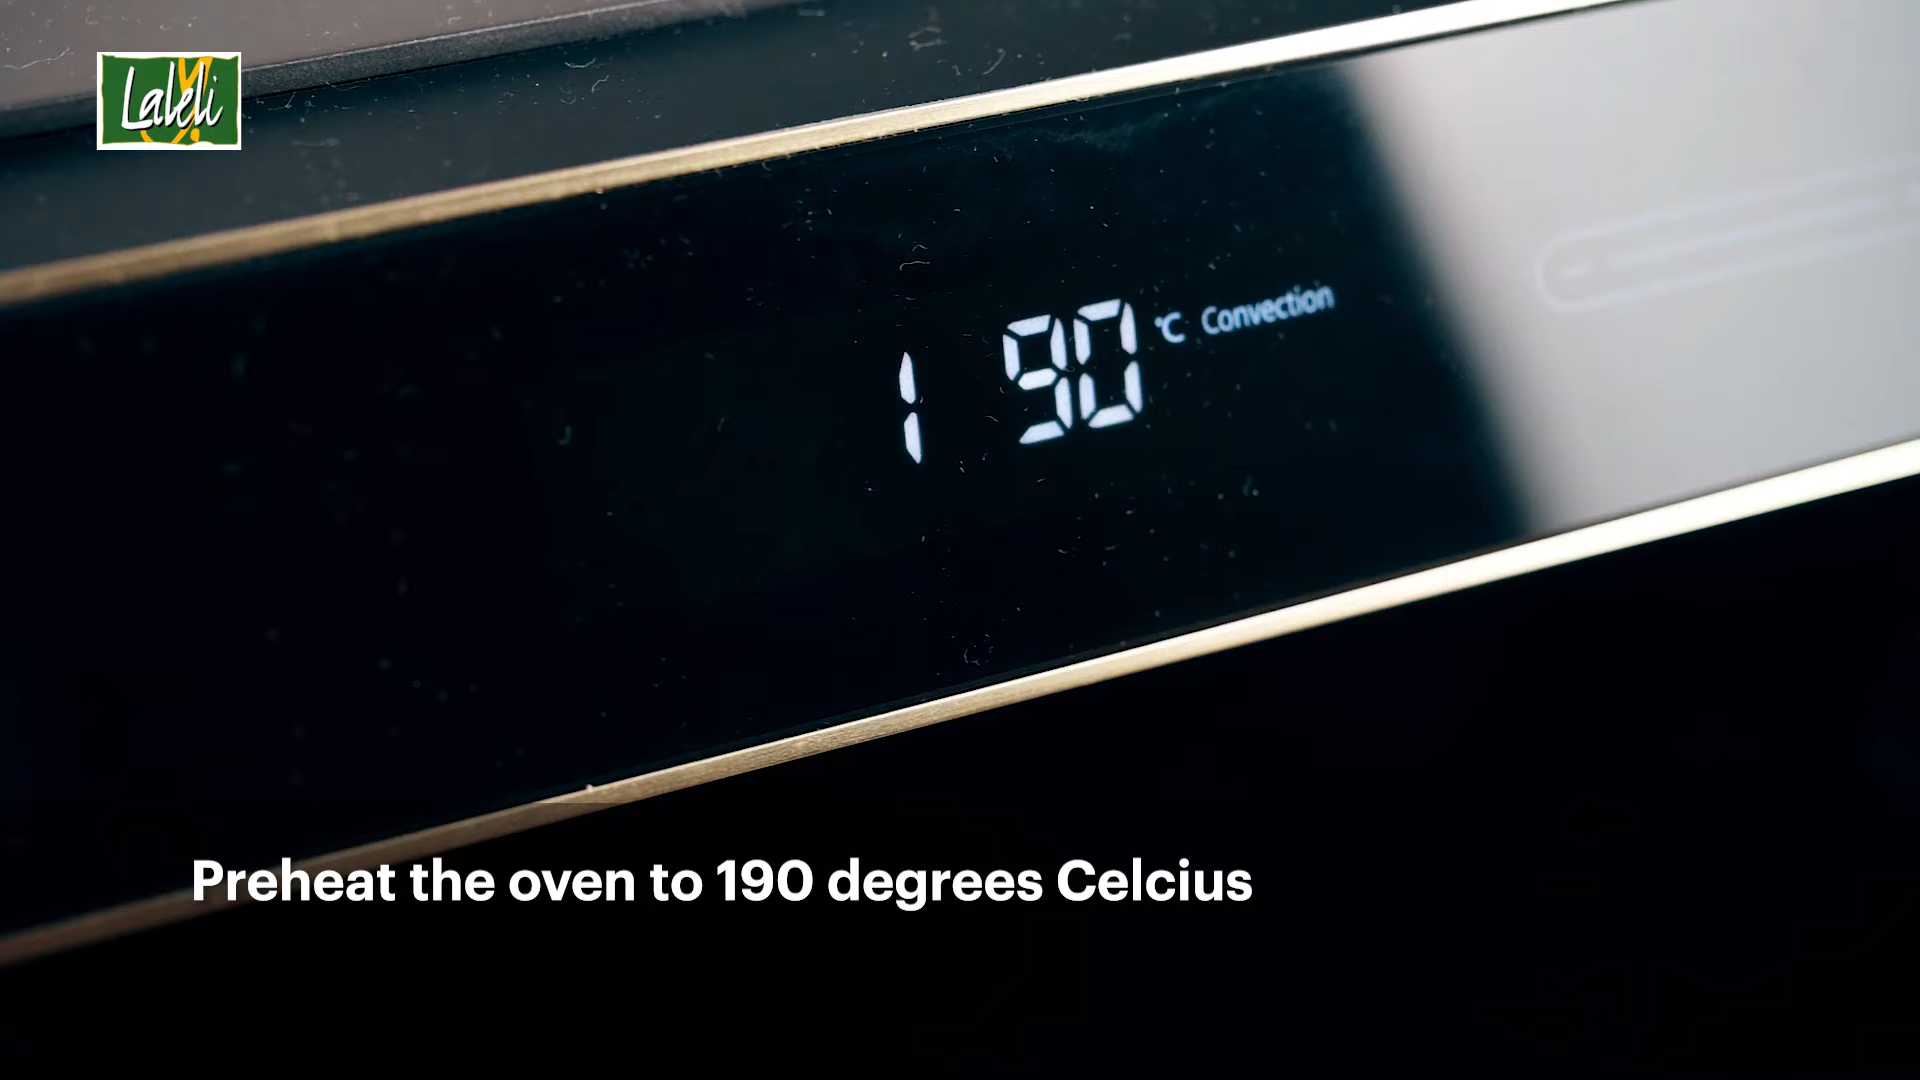 Laleli
190 °C Convection
Preheat the oven to 190 degrees Celcius